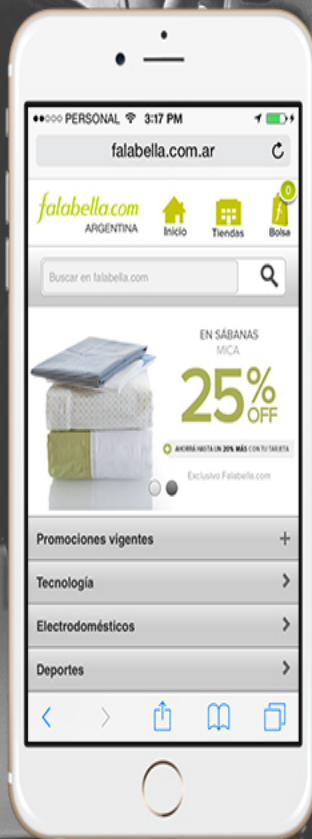 PERSONAL 3:17 PM
falabella.com.ar
falabella.com
ARGENTINA
Inicio
Tiendas
0
Bolsa
Buscar en falabella.com
EN SÁBANAS
MICA
25% OFF
AHORRÁ HASTA UN 20% MÁS CON TU TARJETA
Exclusivo Falabella.com
Promociones vigentes
Tecnología
Electrodomésticos
Deportes